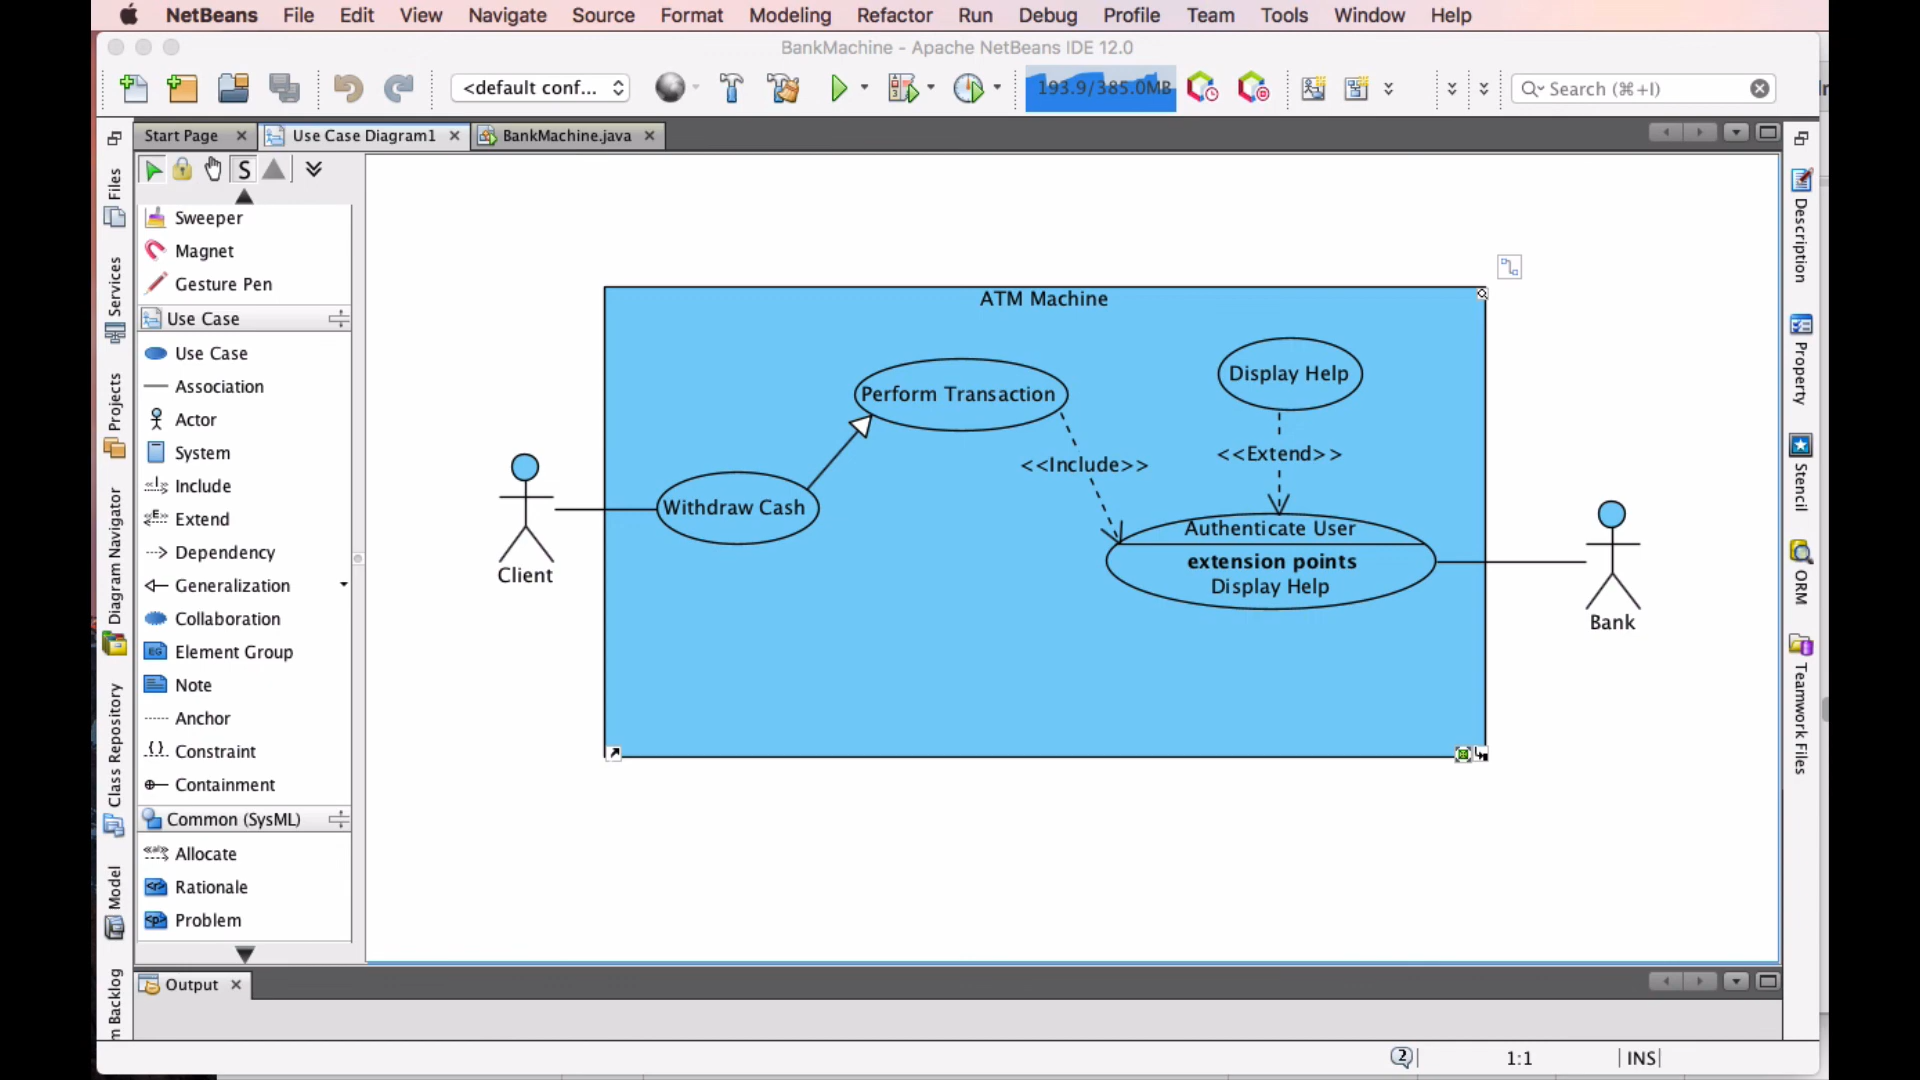 NetBeans File Edit View Navigate Source Format Modeling Refactor Run Debug Profile Team Tools Window Help
BankMachine - Apache NetBeans IDE 12.0
<default conf...
193.9/385.0MB
Search (⌘+I)
Start Page
Use Case Diagram1
BankMachine.java
S
Files
Services
Projects
Diagram Navigator
Class Repository
Model
m Backlog
Sweeper
Magnet
Gesture Pen
Use Case
Use Case
Association
Actor
System
Include
Extend
Dependency
Generalization
Collaboration
Element Group
Note
Anchor
Constraint
Containment
Common (SysML)
Allocate
Rationale
Problem
ATM Machine
Perform Transaction
Display Help
<<Include>>
<<Extend>>
Withdraw Cash
Authenticate User
extension points
Display Help
Client
Bank
Description
Property
Stencil
ORM
Teamwork Files
Output
2
1:1
INS